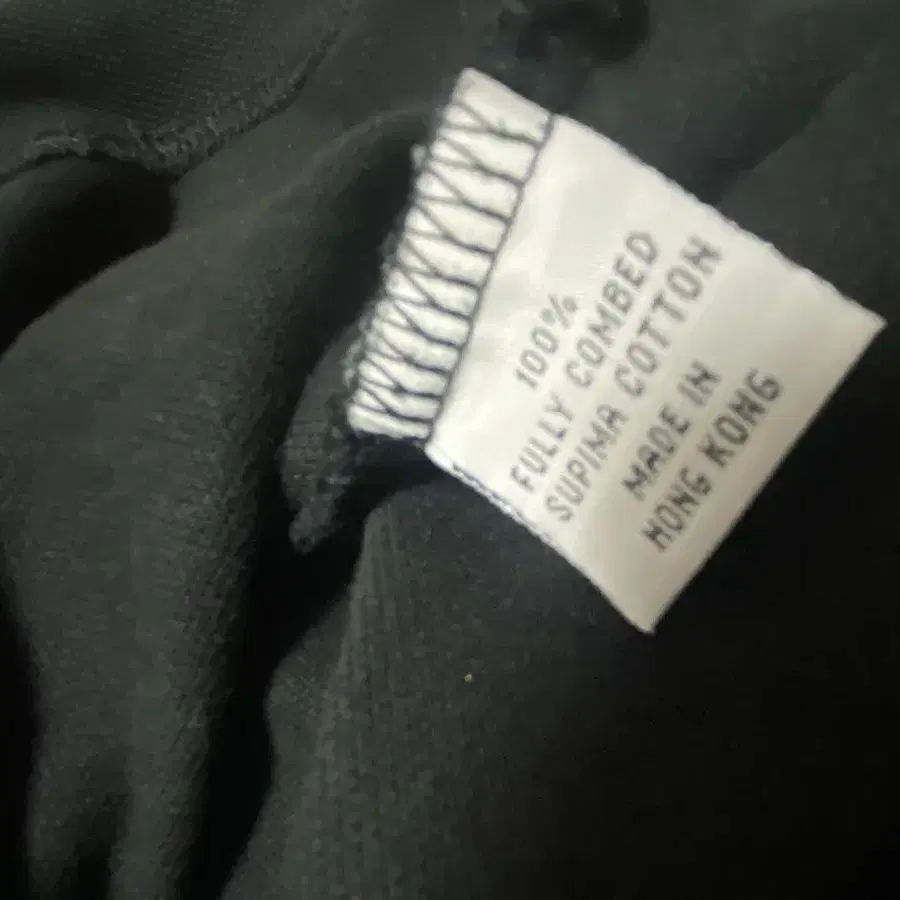 100%
FULLY COMBED
SUPIMA COTTON
MADE IN
HONG KONG